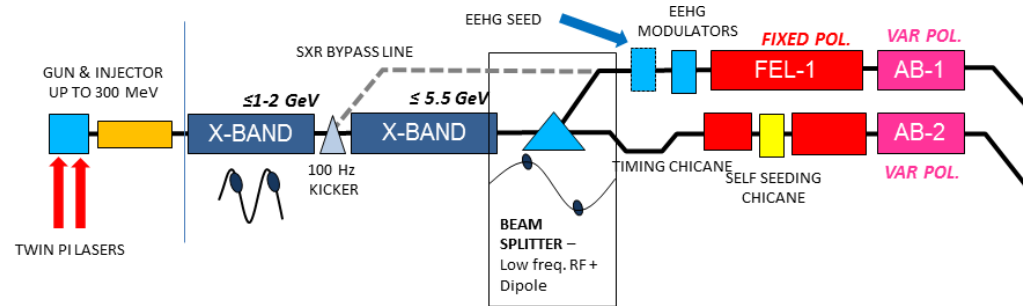 EEHG SEED
EEHG
MODULATORS
SXR BYPASS LINE
FIXED POL.
VAR POL.
GUN & INJECTOR
UP TO 300 MeV
≤1-2 GeV
≤ 5.5 GeV
FEL-1
AB-1
X-BAND
X-BAND
AB-2
100 Hz
KICKER
TIMING CHICANE
SELF SEEDING
CHICANE
VAR POL.
BEAM
SPLITTER –
Low freq. RF +
Dipole
TWIN PI LASERS